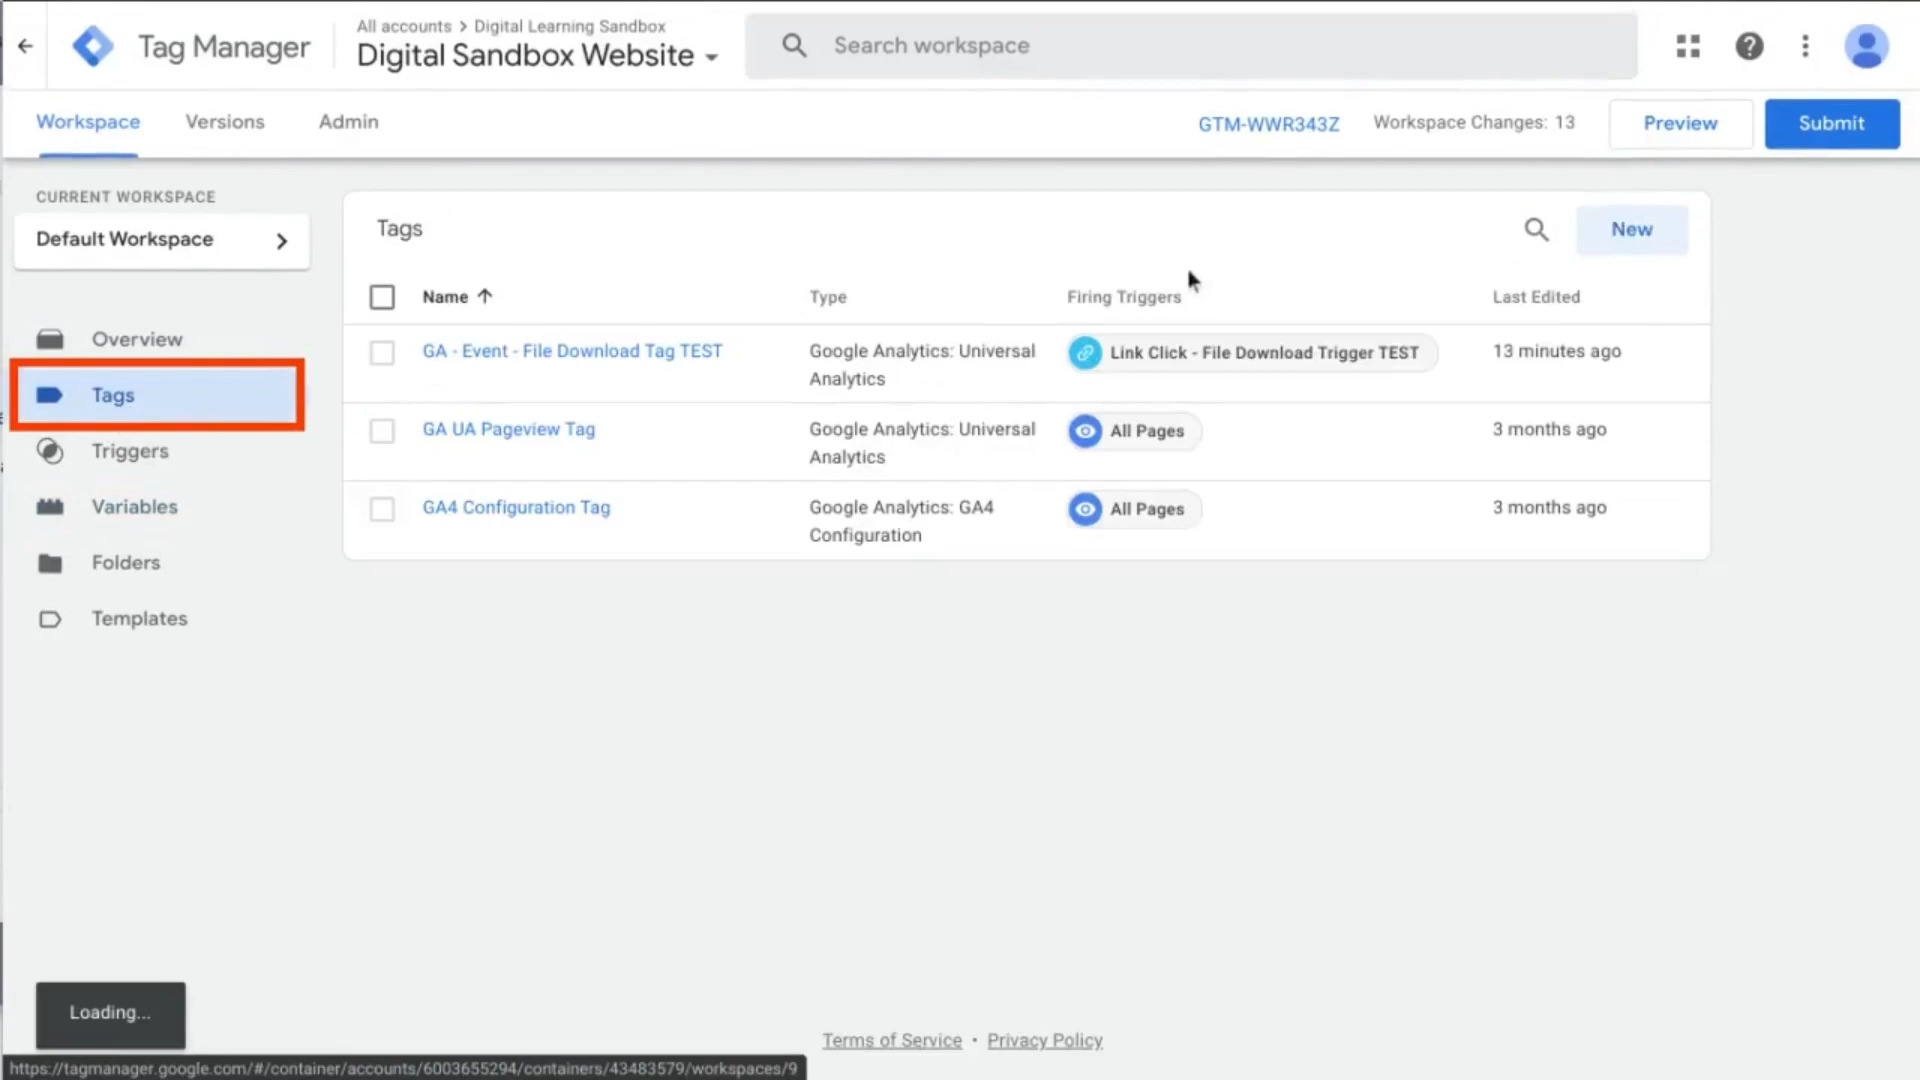 Tag Manager
All accounts > Digital Learning Sandbox
Digital Sandbox Website
Search workspace
Workspace
Versions
Admin
GTM-WWR343Z
Workspace Changes: 13
Preview
Submit
CURRENT WORKSPACE
Default Workspace
Overview
Tags
Triggers
Variables
Folders
Templates
Tags
New
Name
Type
Firing Triggers
Last Edited
GA - Event - File Download Tag TEST
Google Analytics: Universal
Analytics
Link Click - File Download Trigger TEST
13 minutes ago
GA UA Pageview Tag
Google Analytics: Universal
Analytics
All Pages
3 months ago
GA4 Configuration Tag
Google Analytics: GA4
Configuration
All Pages
3 months ago
Loading...
Terms of Service • Privacy Policy
https://tagmanager.google.com/#/container/accounts/6003655294/containers/43483579/workspaces/9